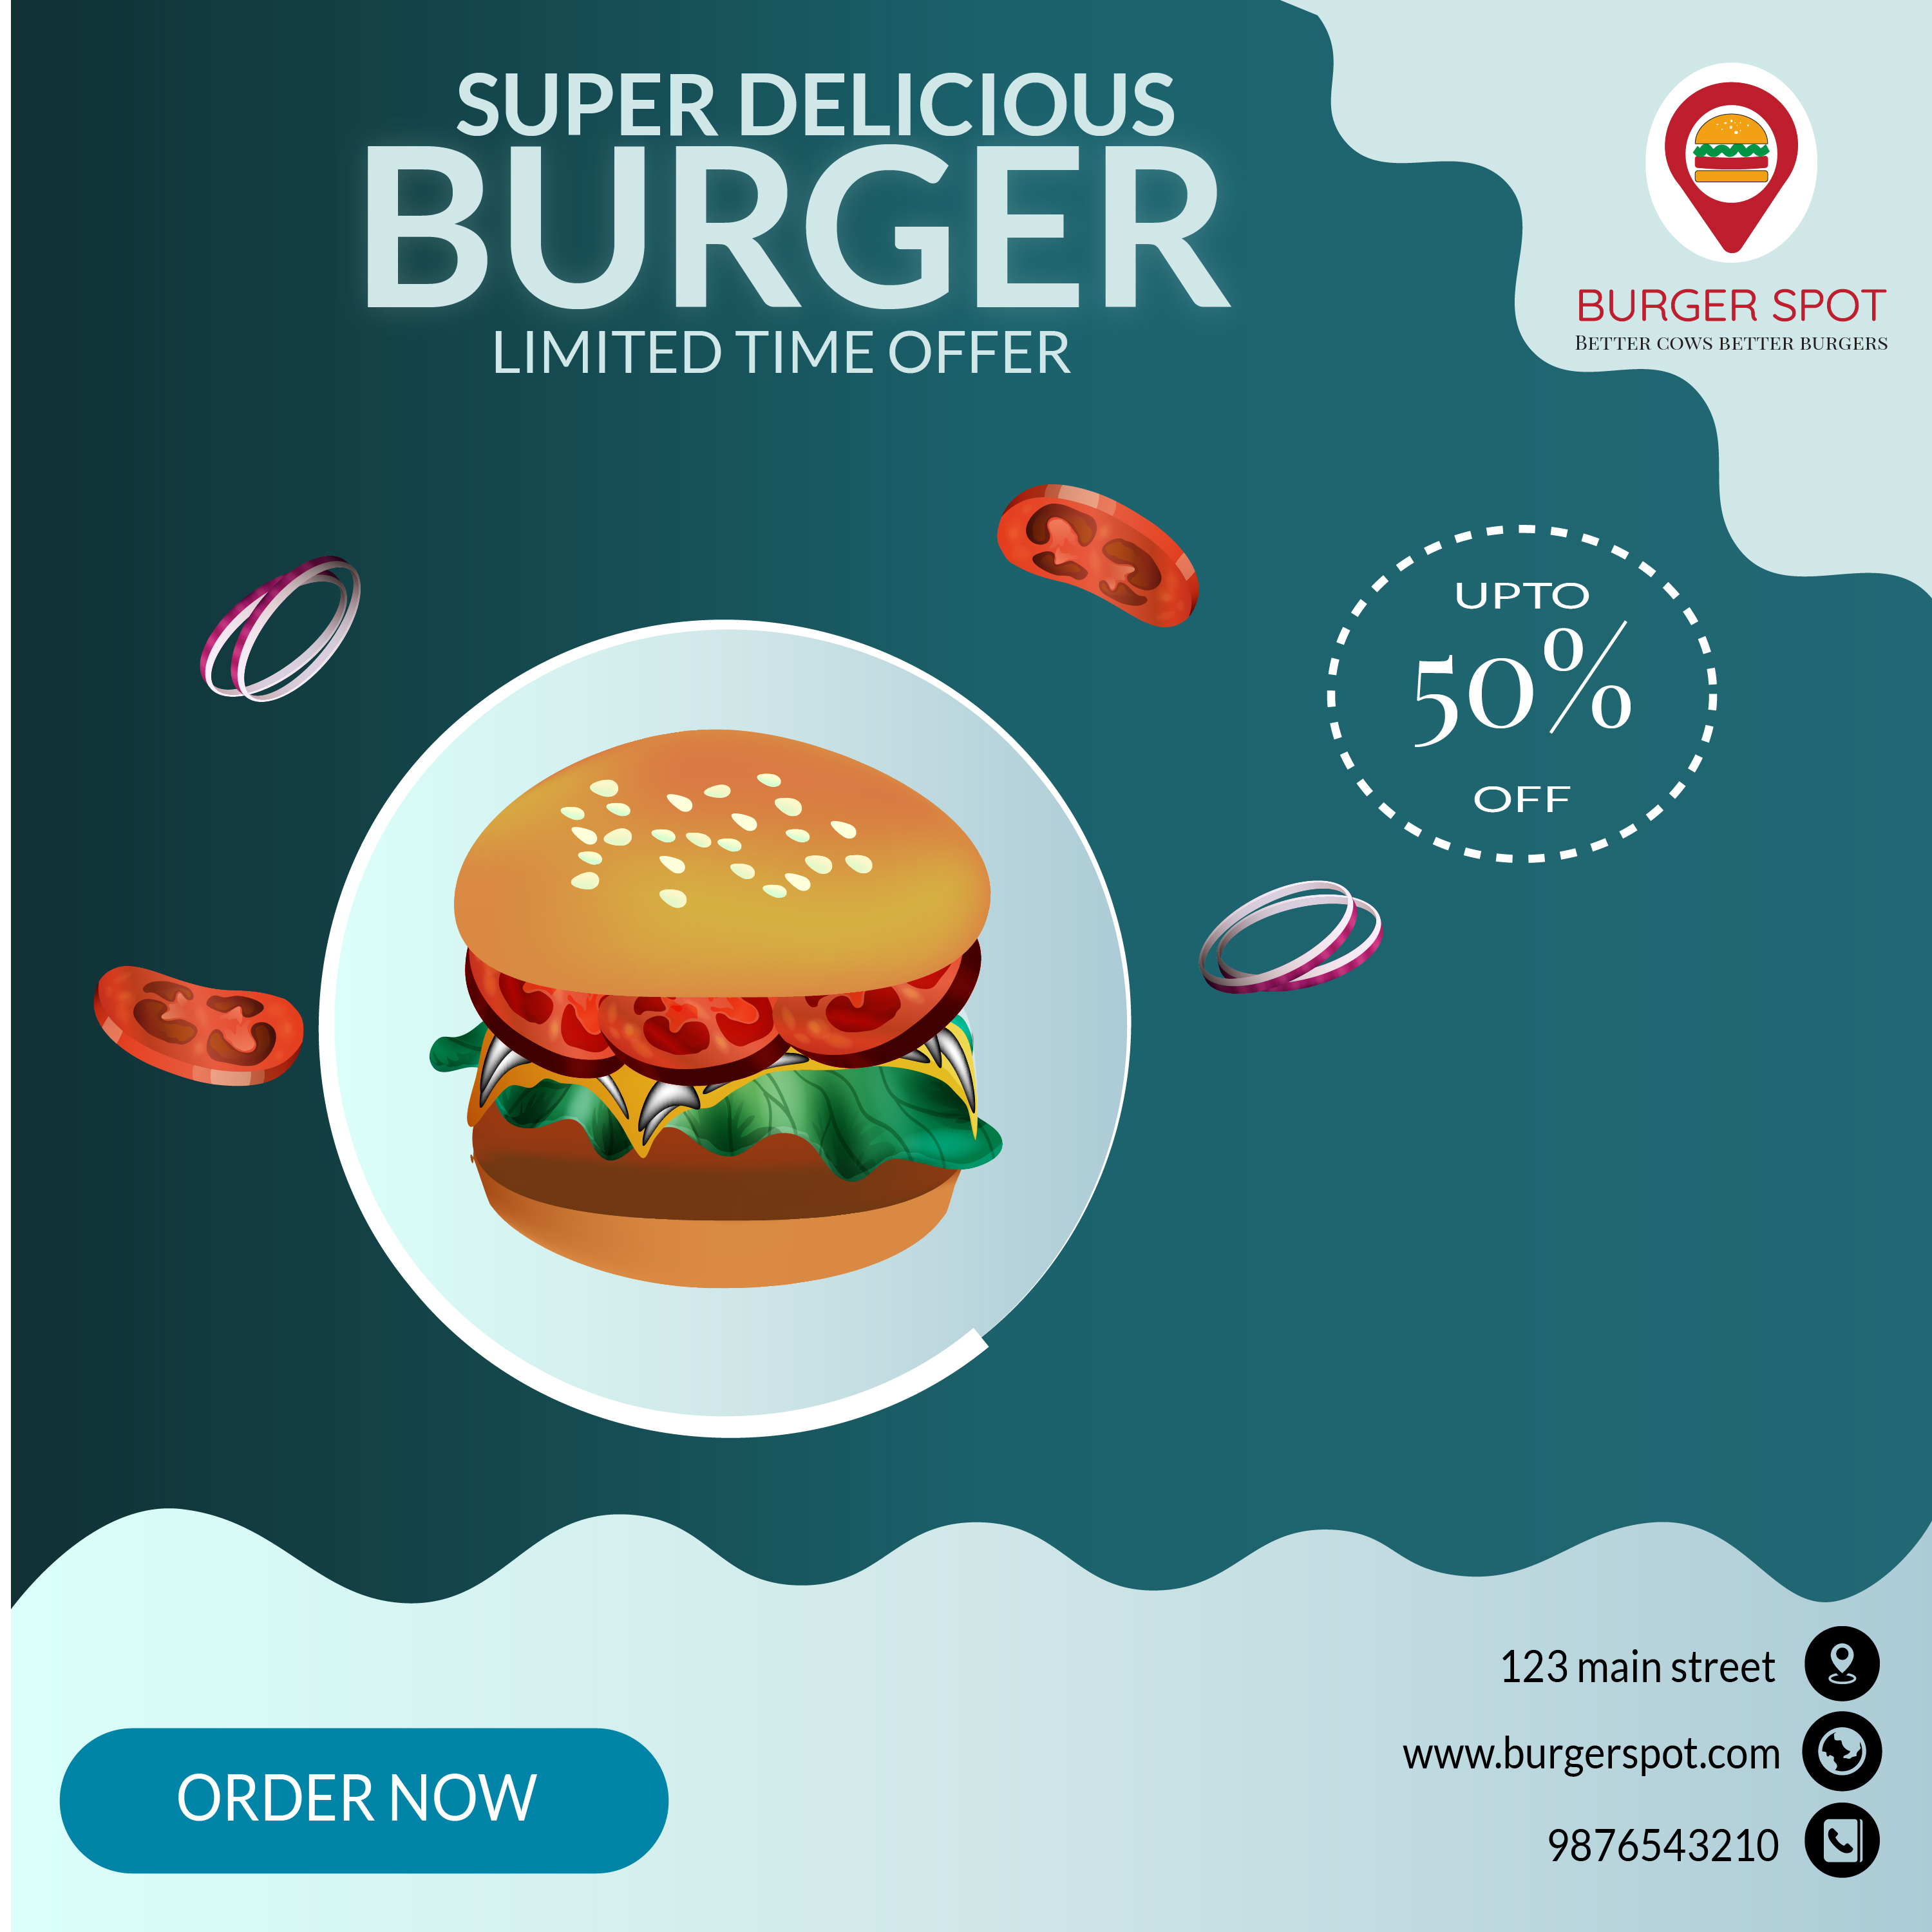 SUPER DELICIOUS
BURGER
LIMITED TIME OFFER
BURGER SPOT
BETTER COWS BETTER BURGERS
UPTO
50%
OFF
ORDER NOW
123 main street
www.burgerspot.com
9876543210